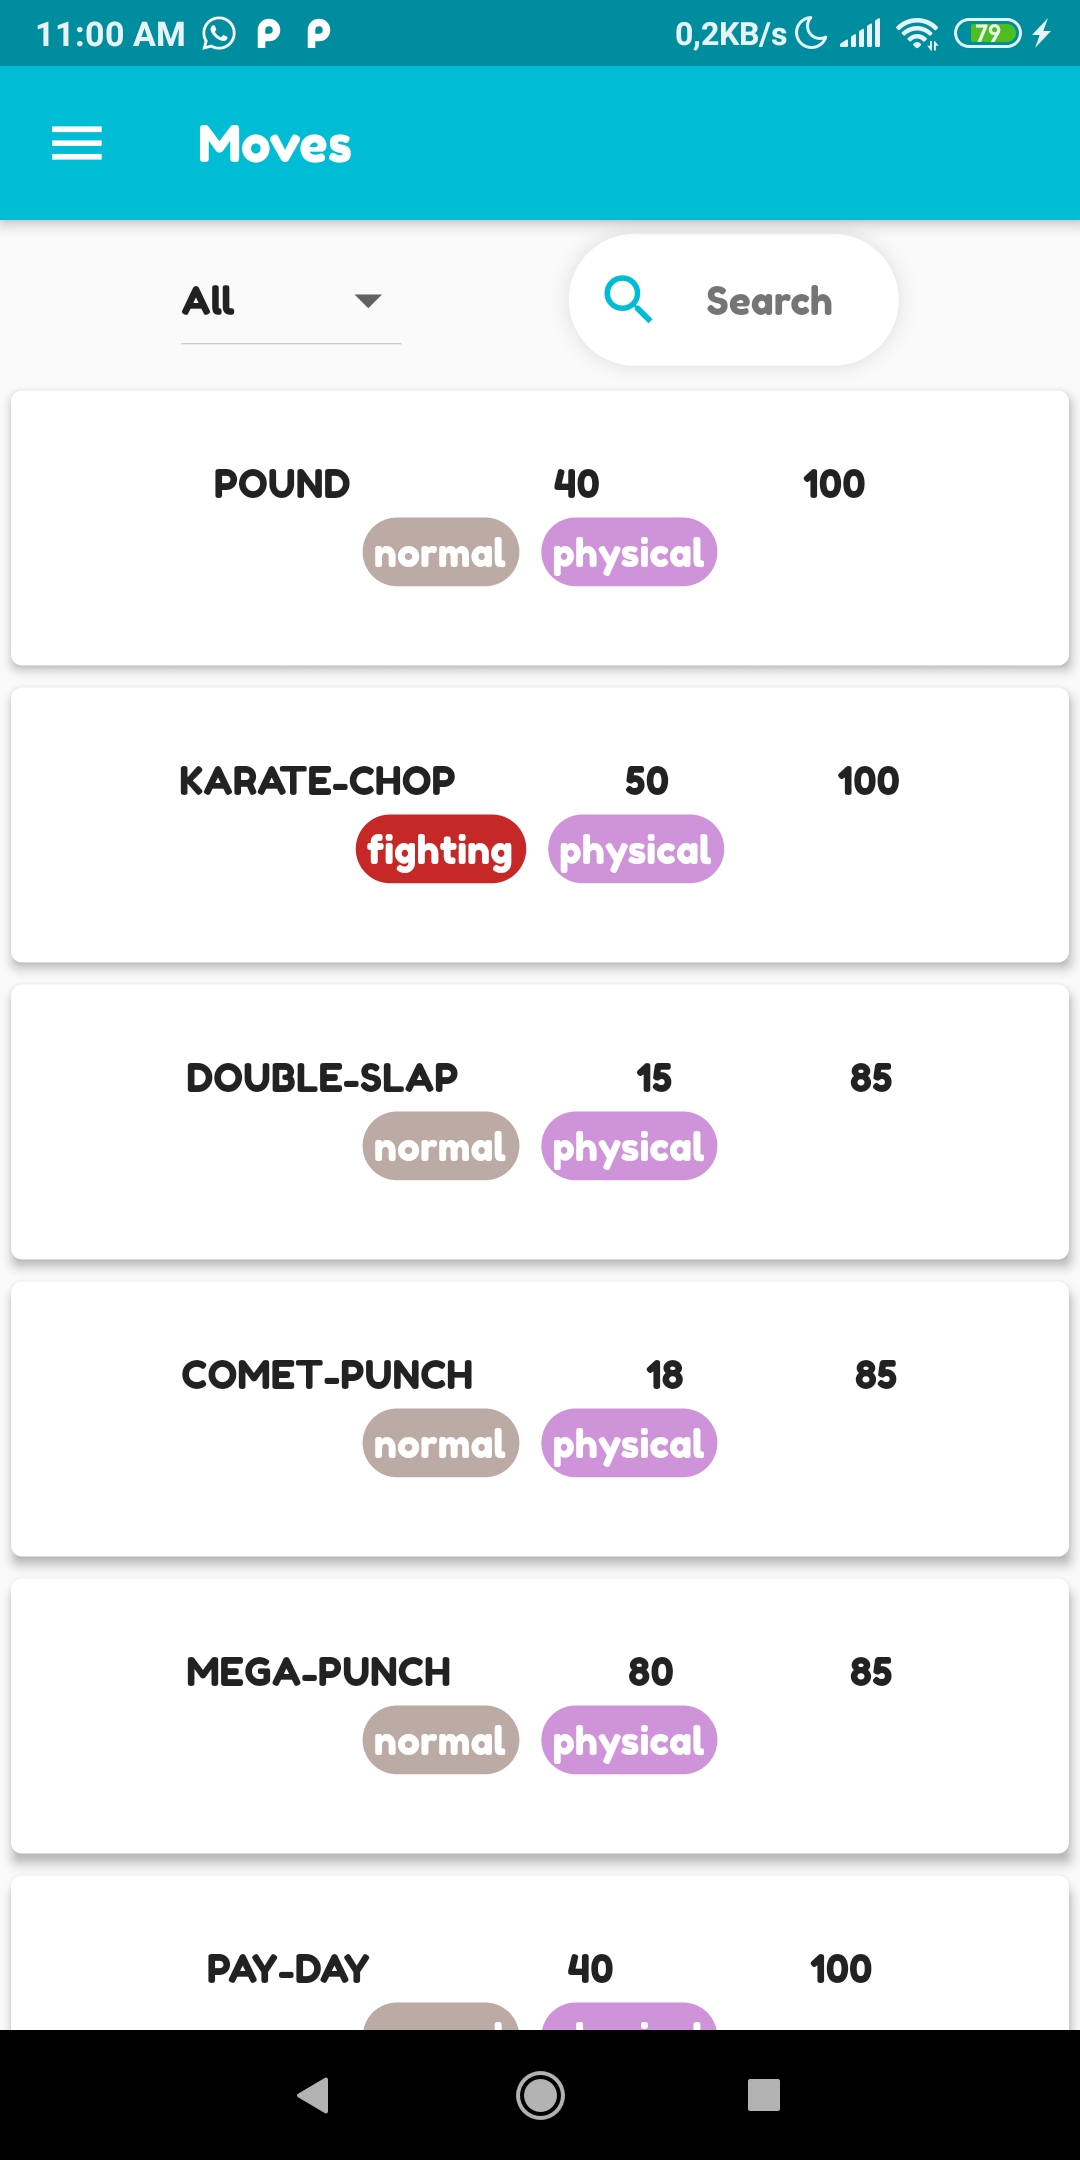 11:00 AM P P 0,2KB/s 79
Moves
All Search
POUND 40 100
normal physical
KARATE-CHOP 50 100
fighting physical
DOUBLE-SLAP 15 85
normal physical
COMET-PUNCH 18 85
normal physical
MEGA-PUNCH 80 85
normal physical
PAY-DAY 40 100